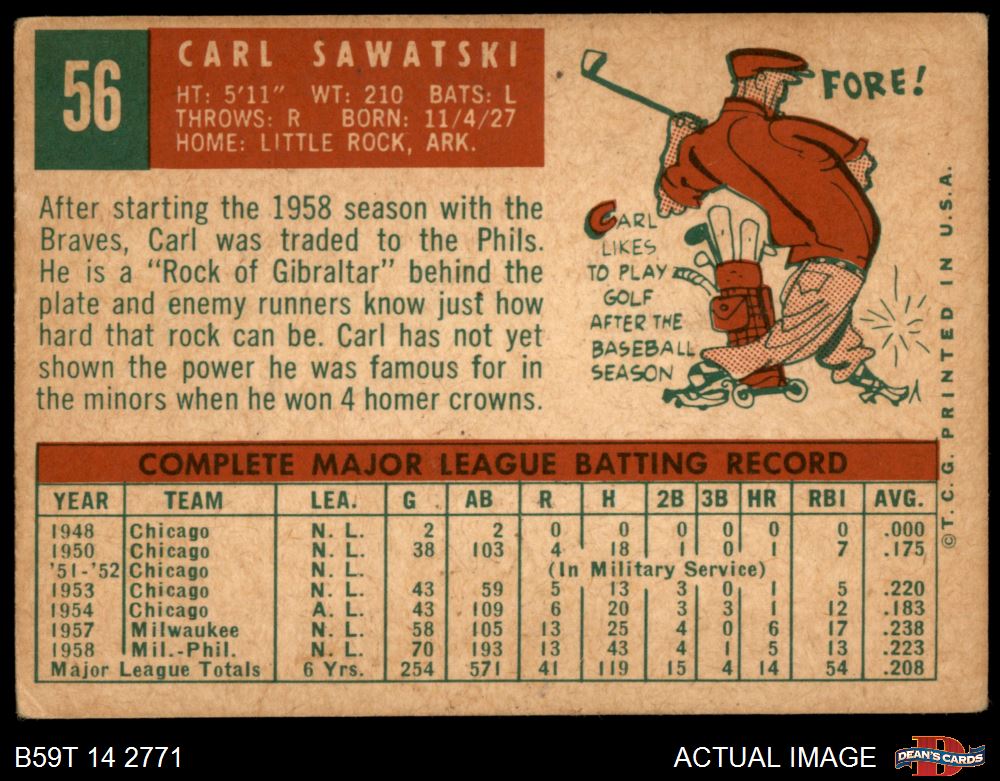 56
CARL SAWATSKI
HT: 5'11" WT: 210 BATS: L
THROWS: R BORN: 11/4/27
HOME: LITTLE ROCK, ARK.
After starting the 1958 season with the
Braves, Carl was traded to the Phils.
He is a "Rock of Gibraltar" behind the
plate and enemy runners know just how
hard that rock can be. Carl has not yet
shown the power he was famous for in
the minors when he won 4 homer crowns.
FORE!
CARL
LIKES
TO PLAY
GOLF
AFTER THE
BASEBALL
SEASON
© T. C. G. PRINTED IN U.S.A.
COMPLETE MAJOR LEAGUE BATTING RECORD
YEAR TEAM LEA. G AB R H 2B 3B HR RBI AVG.
1948 Chicago N. L. 2 2 0 0 0 0 0 0 .000
1950 Chicago N. L. 38 103 4 18 1 0 1 7 .175
'51-'52 Chicago N. L. (In Military Service)
1953 Chicago N. L. 43 59 5 13 3 0 1 5 .220
1954 Chicago A. L. 43 109 6 20 3 3 1 12 .183
1957 Milwaukee N. L. 58 105 13 25 4 0 6 17 .238
1958 Mil.-Phil. N. L. 70 193 13 43 4 1 5 13 .223
Major League Totals 6 Yrs. 254 571 41 119 15 4 14 54 .208
B59T 14 2771
ACTUAL IMAGE
D
DEAN'S CARDS